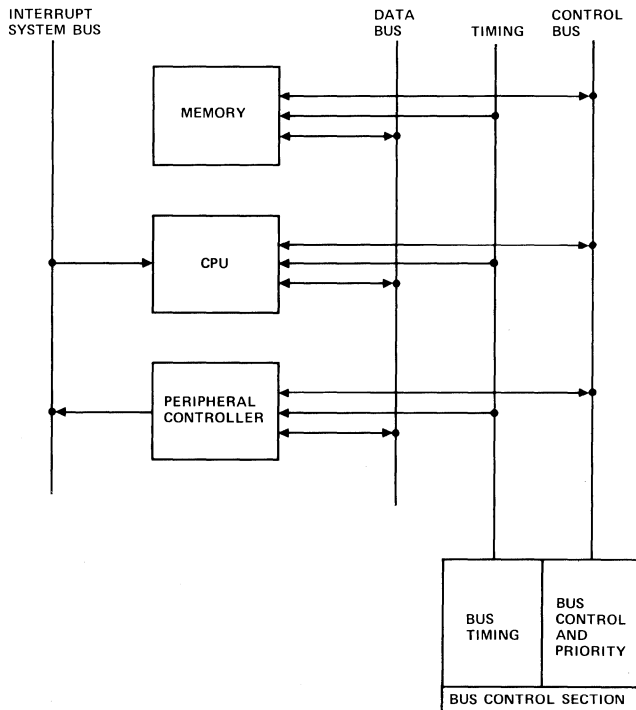 INTERRUPT
SYSTEM BUS
DATA
BUS
TIMING
CONTROL
BUS
MEMORY
CPU
PERIPHERAL
CONTROLLER
BUS
TIMING
BUS
CONTROL
AND
PRIORITY
BUS CONTROL SECTION